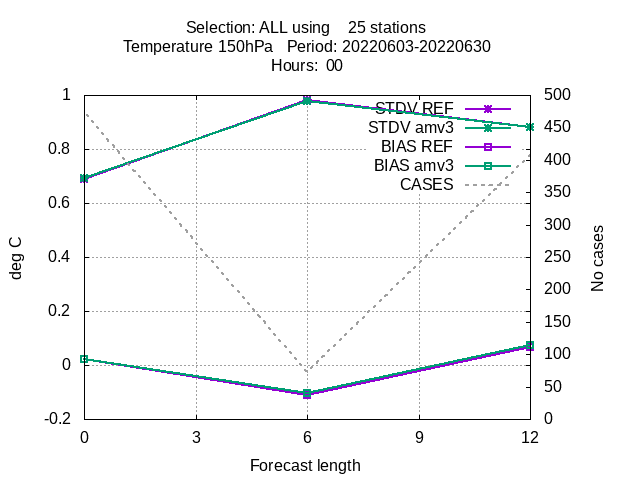 Selection: ALL using    25 stations
Temperature 150hPa   Period: 20220603-20220630
Hours:  00
1
0.8
0.6
0.4
0.2
0
-0.2
500
450
400
350
300
250
200
150
100
50
0
STDV REF
STDV amv3
BIAS REF
BIAS amv3
CASES
deg C
No cases
0 3 6 9 12
Forecast length